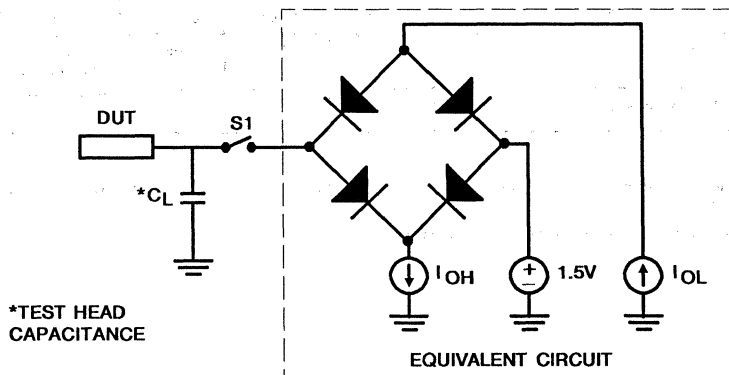 DUT
S1
*CL
IOH
+
−
1.5V
IOL
*TEST HEAD
CAPACITANCE
EQUIVALENT CIRCUIT